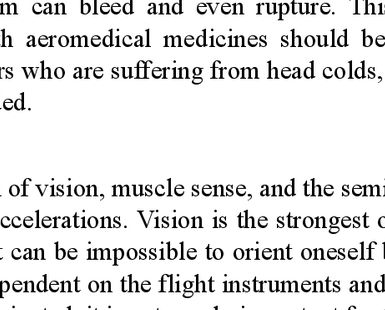 m can bleed and even rupture. This
th aeromedical medicines should be
rs who are suffering from head colds,
ded.
of vision, muscle sense, and the semi
accelerations. Vision is the strongest o
t can be impossible to orient oneself b
pendent on the flight instruments and